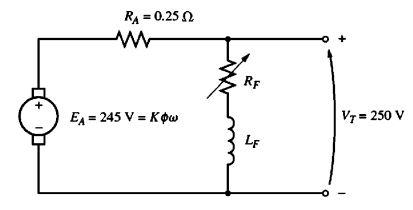 R_A = 0.25 Ω
+
R_F
+
E_A = 245 V = Kϕω
V_T = 250 V
−
L_F
−